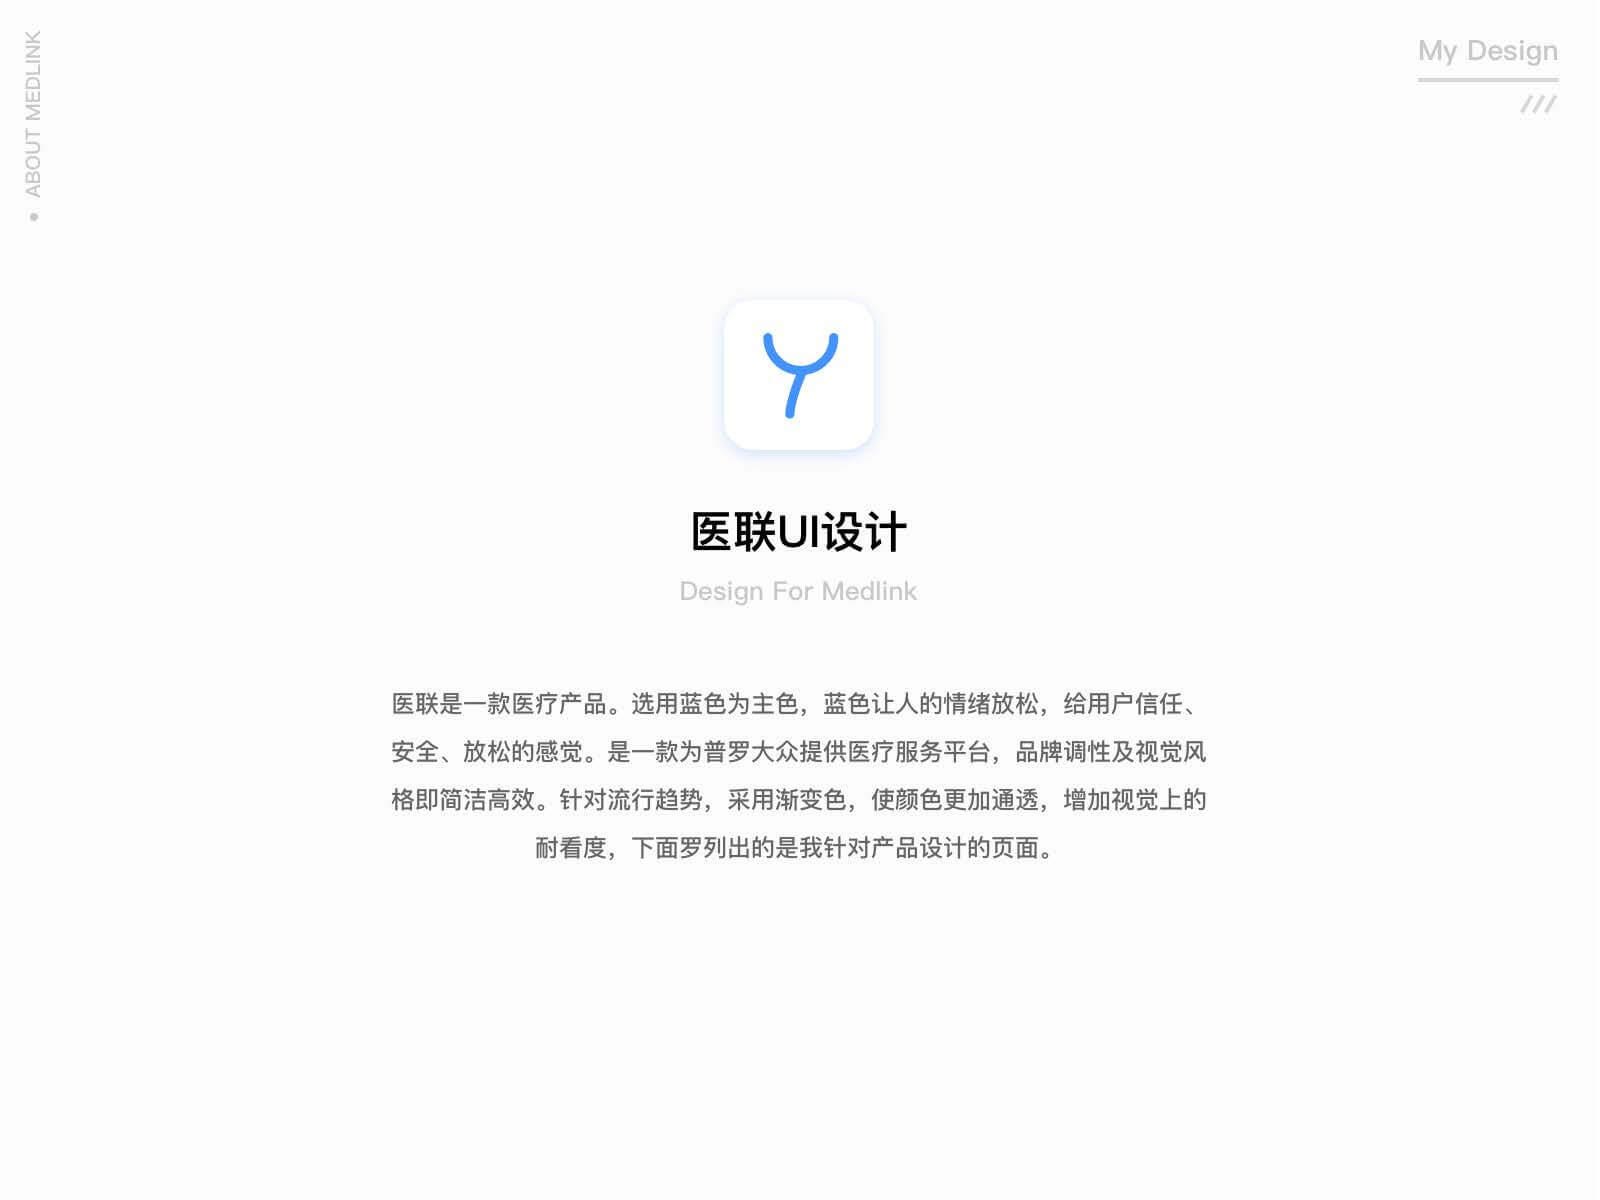 ABOUT MEDLINK
My Design
医联UI设计
Design For Medlink
医联是一款医疗产品。选用蓝色为主色，蓝色让人的情绪放松，给用户信任、
安全、放松的感觉。是一款为普罗大众提供医疗服务平台，品牌调性及视觉风
格即简洁高效。针对流行趋势，采用渐变色，使颜色更加通透，增加视觉上的
耐看度，下面罗列出的是我针对产品设计的页面。